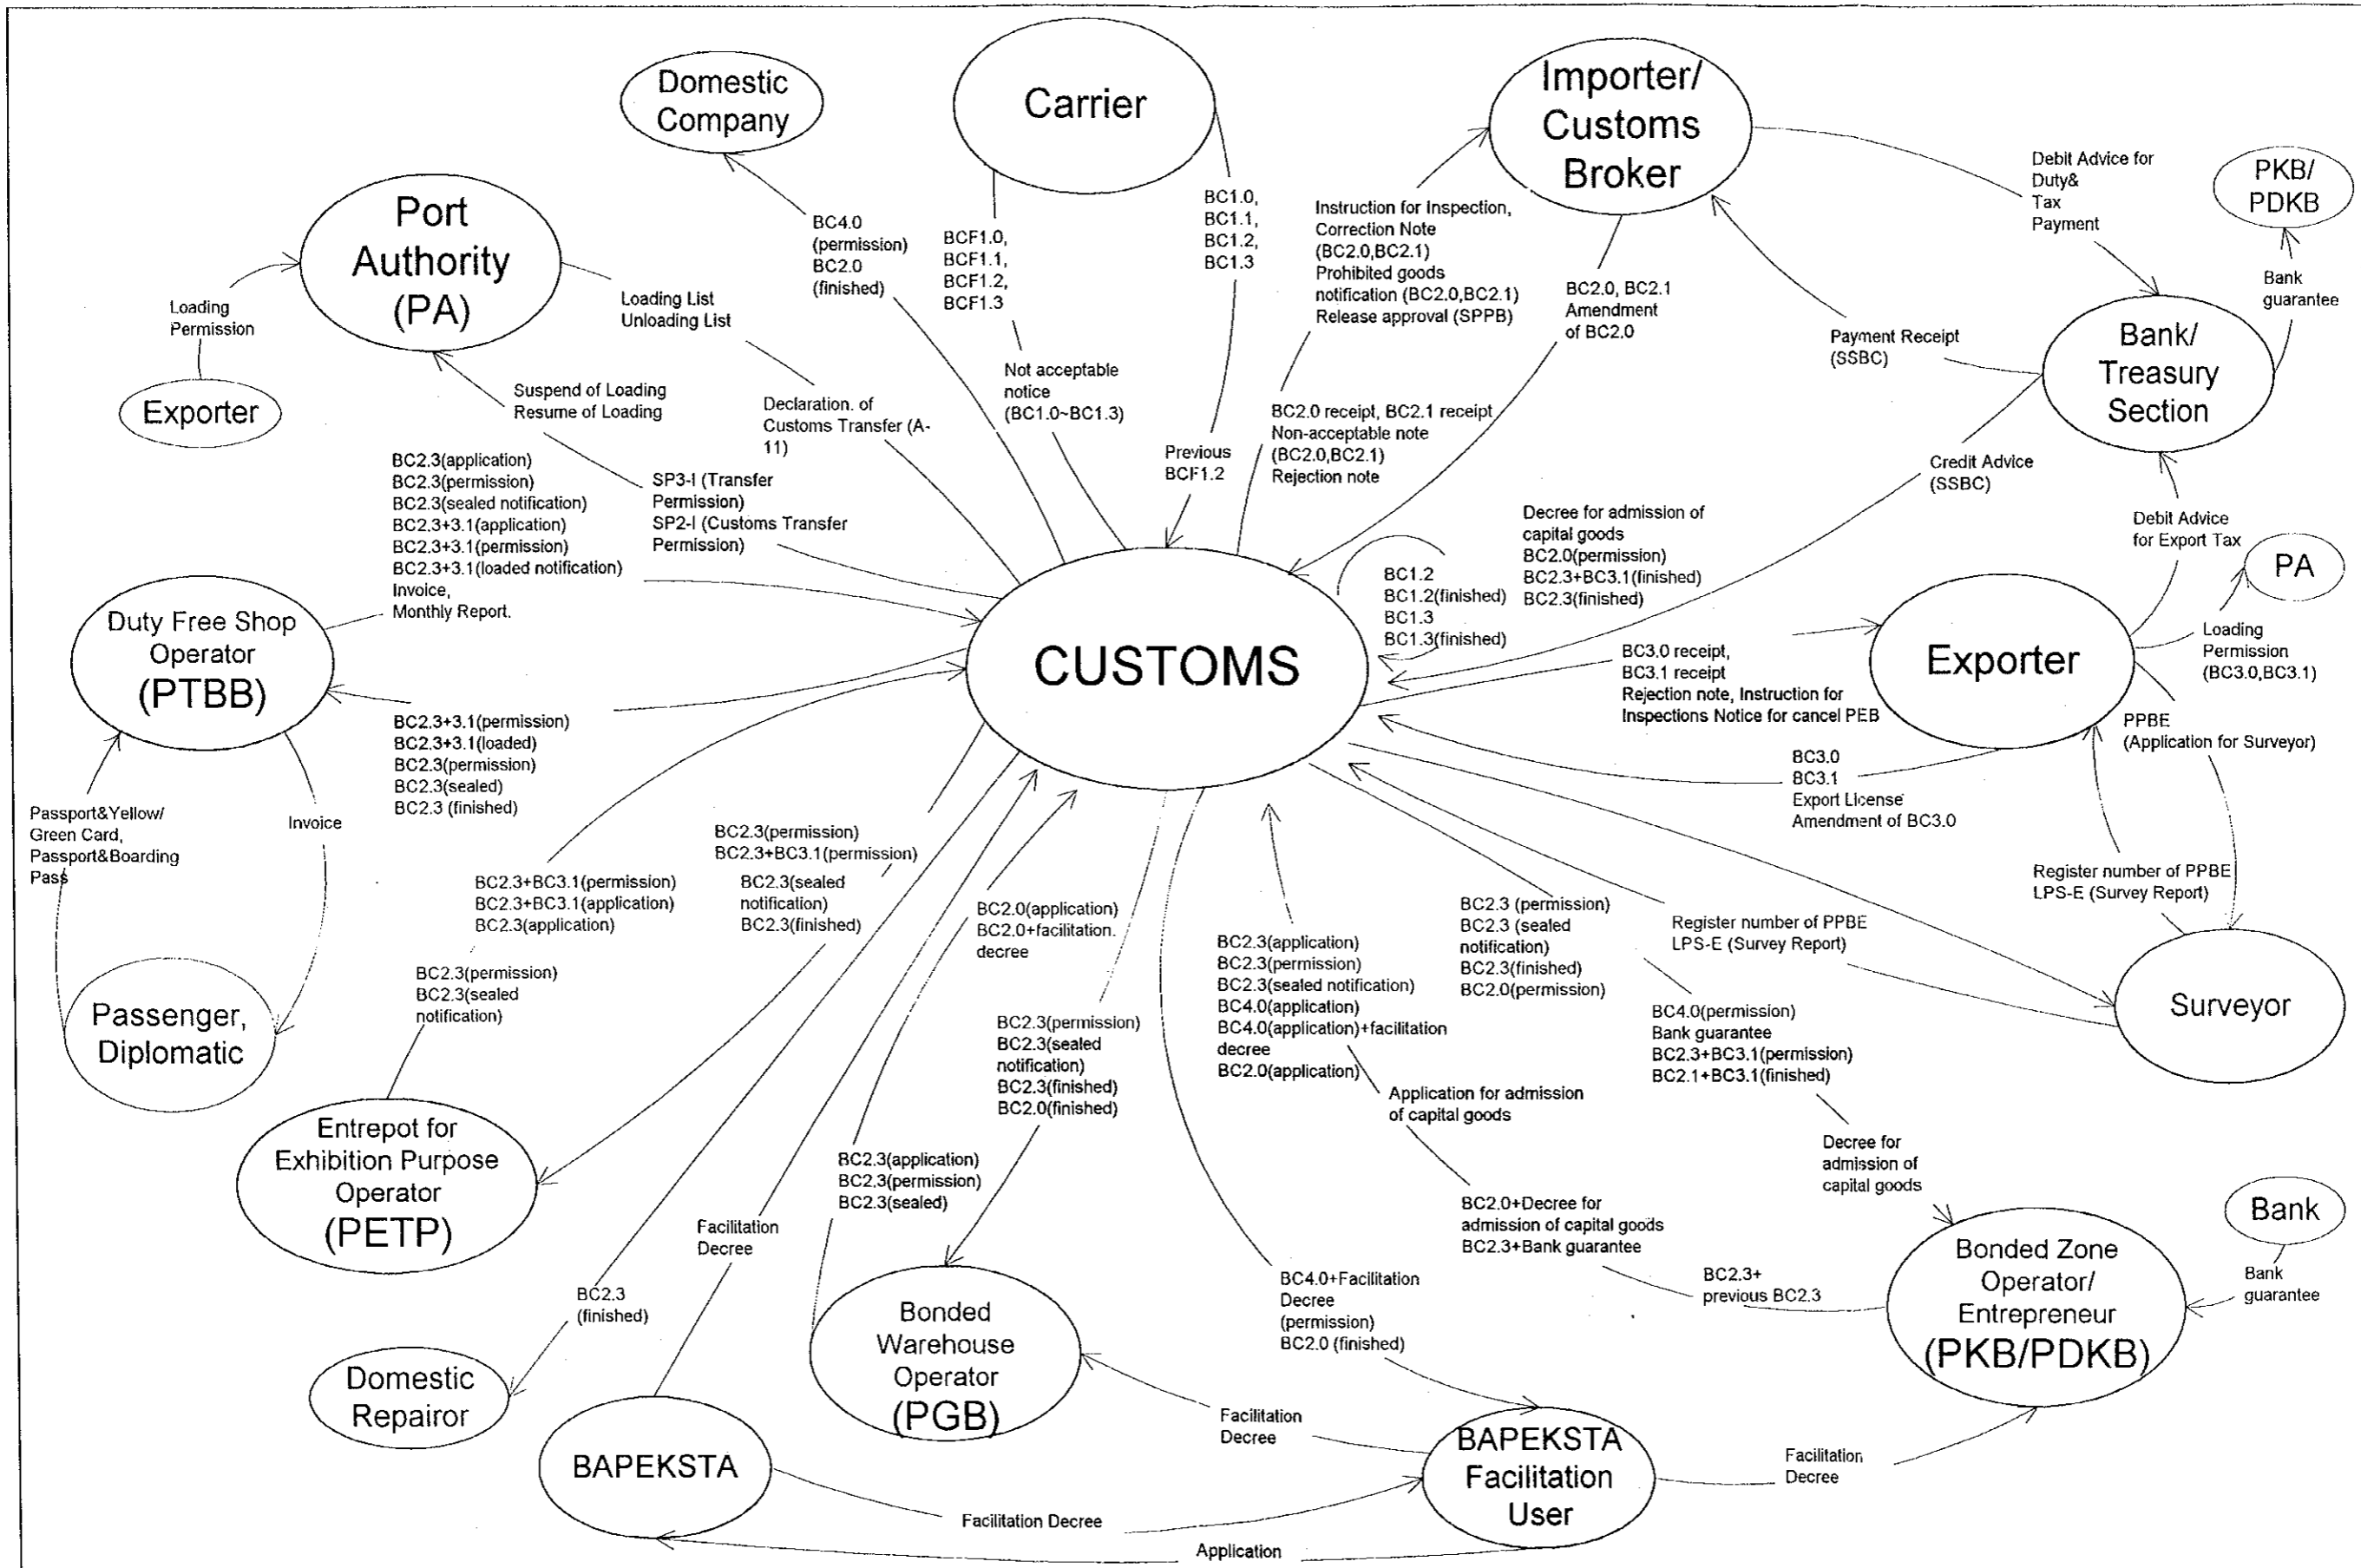 Domestic
Company
Carrier
Importer/
Customs
Broker
PKB/
PDKB
Port
Authority
(PA)
Exporter
Bank/
Treasury
Section
Loading
Permission
Loading List
Unloading List
BC4.0
(permission)
BC2.0
(finished)
BCF1.0,
BCF1.1,
BCF1.2,
BCF1.3
BC1.0,
BC1.1,
BC1.2,
BC1.3
Instruction for Inspection,
Correction Note
(BC2.0,BC2.1)
Prohibited goods
notification (BC2.0,BC2.1)
Release approval (SPPB)
BC2.0, BC2.1
Amendment
of BC2.0
Debit Advice for
Duty&
Tax
Payment
Bank
guarantee
Payment Receipt
(SSBC)
Suspend of Loading
Resume of Loading
Declaration. of
Customs Transfer (A-
11)
Not acceptable
notice
(BC1.0~BC1.3)
Previous
BCF1.2
BC2.0 receipt, BC2.1 receipt
Non-acceptable note
(BC2.0,BC2.1)
Rejection note
Credit Advice
(SSBC)
BC2.3(application)
BC2.3(permission)
BC2.3(sealed notification)
BC2.3+3.1(application)
BC2.3+3.1(permission)
BC2.3+3.1(loaded notification)
Invoice,
Monthly Report.
SP3-I (Transfer
Permission)
SP2-I (Customs Transfer
Permission)
BC1.2
BC1.2(finished)
BC1.3
BC1.3(finished)
Decree for admission of
capital goods
BC2.0(permission)
BC2.3+BC3.1(finished)
BC2.3(finished)
Debit Advice
for Export Tax
PA
Duty Free Shop
Operator
(PTBB)
CUSTOMS
Exporter
BC3.0 receipt,
BC3.1 receipt
Rejection note, Instruction for
Inspections Notice for cancel PEB
Loading
Permission
(BC3.0,BC3.1)
BC2.3+3.1(permission)
BC2.3+3.1(loaded)
BC2.3(permission)
BC2.3(sealed)
BC2.3 (finished)
PPBE
(Application for Surveyor)
BC3.0
BC3.1
Export License
Amendment of BC3.0
Passport&Yellow/
Green Card,
Passport&Boarding
Pass
Invoice
BC2.3(permission)
BC2.3+BC3.1(permission)
BC2.3(sealed
notification)
BC2.3(finished)
BC2.3+BC3.1(permission)
BC2.3+BC3.1(application)
BC2.3(application)
BC2.0(application)
BC2.0+facilitation.
decree
BC2.3(application)
BC2.3(permission)
BC2.3(sealed notification)
BC4.0(application)
BC4.0(application)+facilitation
decree
BC2.0(application)
BC2.3 (permission)
BC2.3 (sealed
notification)
BC2.3(finished)
BC2.0(permission)
Register number of PPBE
LPS-E (Survey Report)
Register number of PPBE
LPS-E (Survey Report)
Passenger,
Diplomatic
BC2.3(permission)
BC2.3(sealed
notification)
BC2.3(permission)
BC2.3(sealed
notification)
BC2.3(finished)
BC2.0(finished)
Surveyor
BC4.0(permission)
Bank guarantee
BC2.3+BC3.1(permission)
BC2.1+BC3.1(finished)
Application for admission
of capital goods
Entrepot for
Exhibition Purpose
Operator
(PETP)
BC2.3(application)
BC2.3(permission)
BC2.3(sealed)
Decree for
admission of
capital goods
BC2.0+Decree for
admission of capital goods
BC2.3+Bank guarantee
Facilitation
Decree
Bank
BC2.3
(finished)
BC4.0+Facilitation
Decree
(permission)
BC2.0 (finished)
BC2.3+
previous BC2.3
Bonded Zone
Operator/
Entrepreneur
(PKB/PDKB)
Bank
guarantee
Domestic
Repairor
Bonded
Warehouse
Operator
(PGB)
BAPEKSTA
Facilitation
Decree
BAPEKSTA
Facilitation
User
Facilitation
Decree
Facilitation Decree
Application